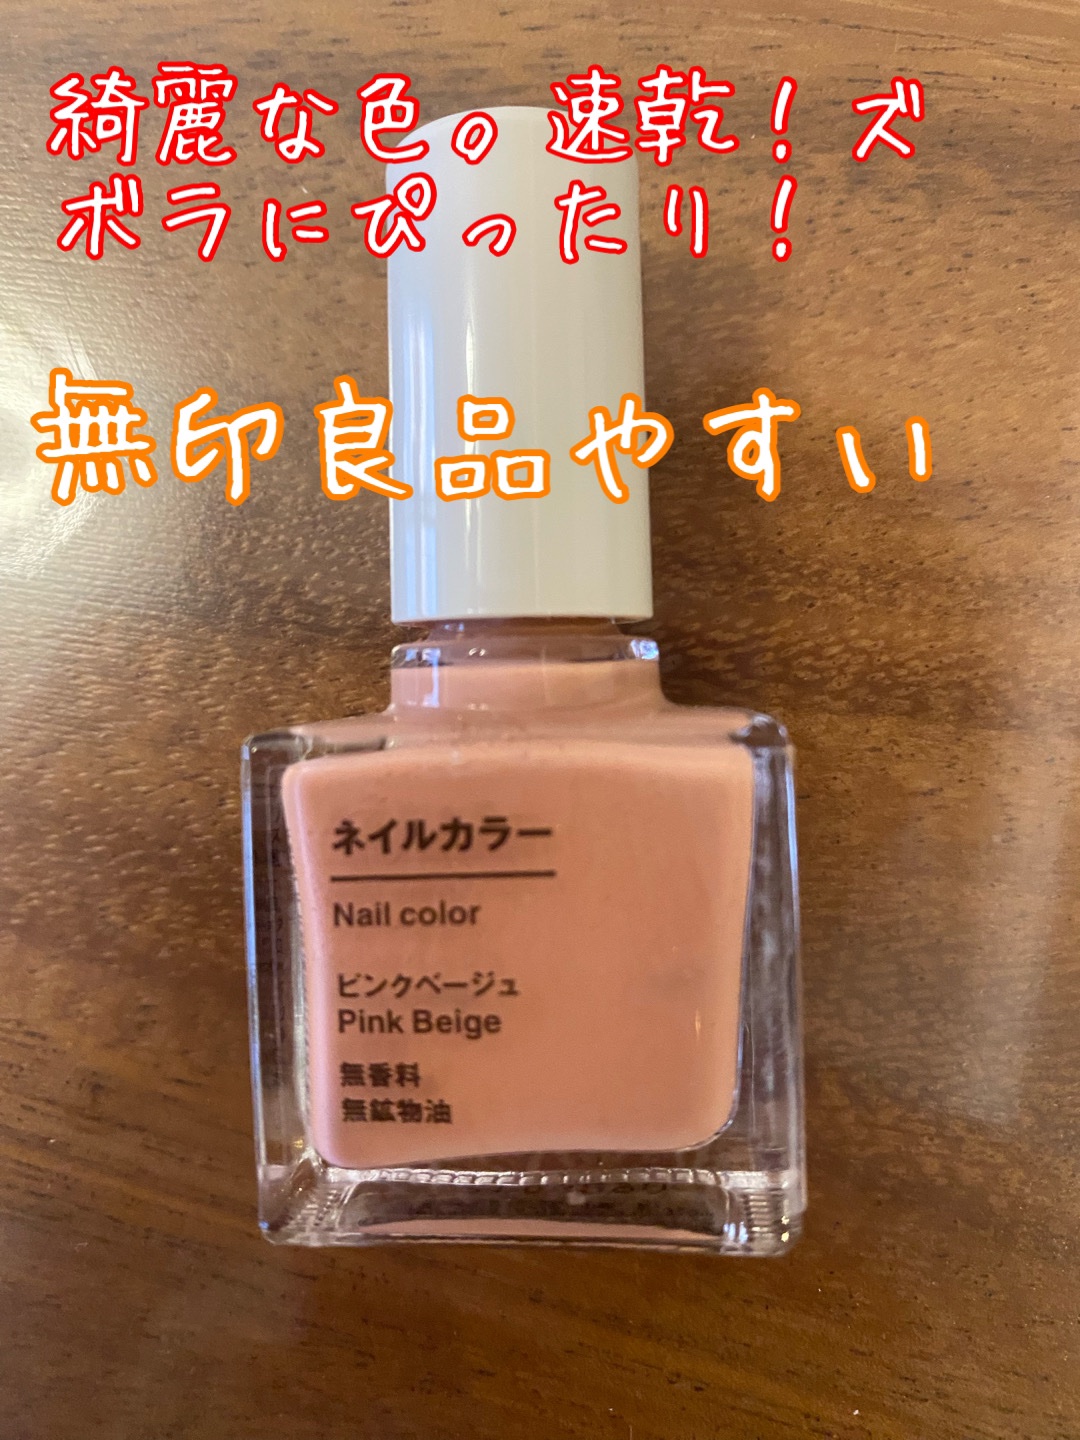 綺麗な色。速乾！ズ
ボラにぴったり！
無印良品やすい
ネイルカラー
Nail color
ピンクベージュ
Pink Beige
無香料
無鉱物油